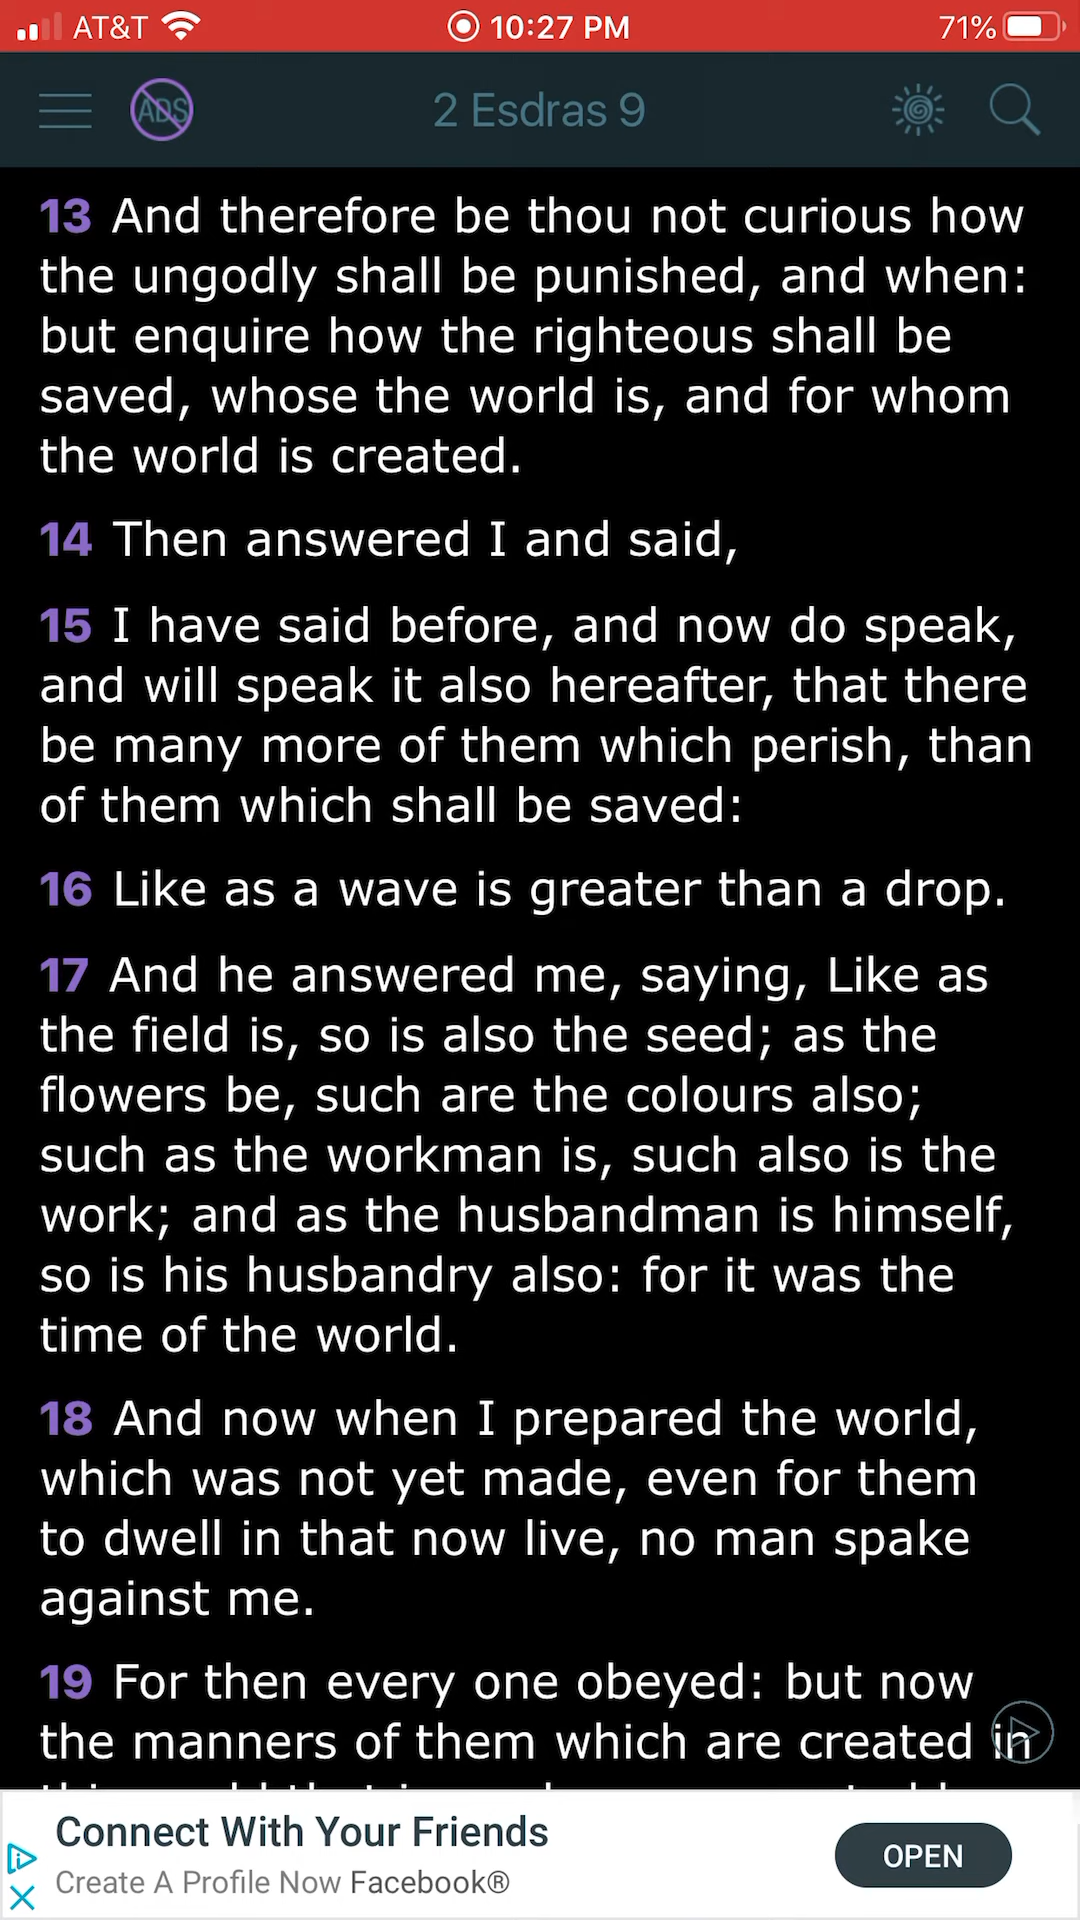 AT&T 10:27 PM 71%
ADS 2 Esdras 9
13 And therefore be thou not curious how
the ungodly shall be punished, and when:
but enquire how the righteous shall be
saved, whose the world is, and for whom
the world is created.
14 Then answered I and said,
15 I have said before, and now do speak,
and will speak it also hereafter, that there
be many more of them which perish, than
of them which shall be saved:
16 Like as a wave is greater than a drop.
17 And he answered me, saying, Like as
the field is, so is also the seed; as the
flowers be, such are the colours also;
such as the workman is, such also is the
work; and as the husbandman is himself,
so is his husbandry also: for it was the
time of the world.
18 And now when I prepared the world,
which was not yet made, even for them
to dwell in that now live, no man spake
against me.
19 For then every one obeyed: but now
the manners of them which are created in
Connect With Your Friends
Create A Profile Now Facebook®
OPEN